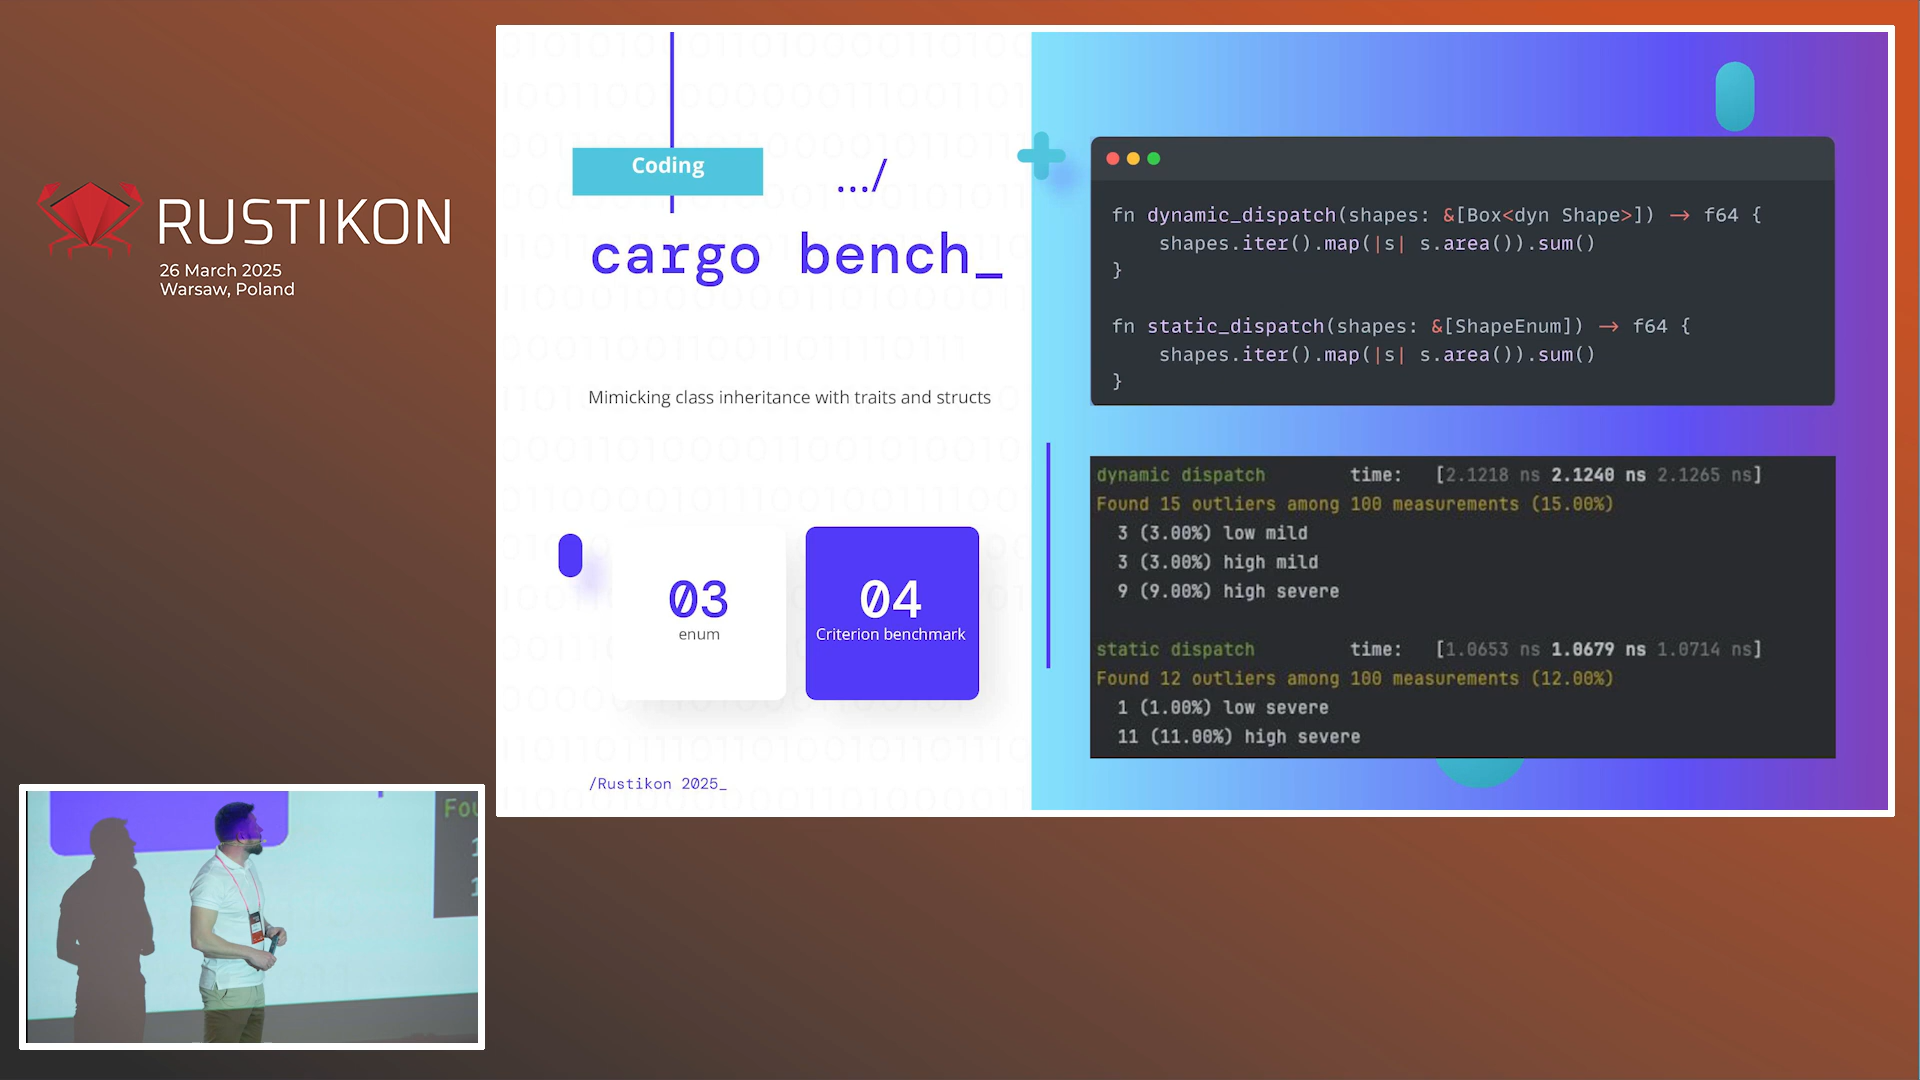 RUSTIKON
26 March 2025
Warsaw, Poland
Coding
.../
cargo bench_
Mimicking class inheritance with traits and structs
03
enum
04
Criterion benchmark
/Rustikon 2025_
fn dynamic_dispatch(shapes: &[Box<dyn Shape>]) → f64 {
    shapes.iter().map(|s| s.area()).sum()
}
fn static_dispatch(shapes: &[ShapeEnum]) → f64 {
    shapes.iter().map(|s| s.area()).sum()
}
dynamic dispatch time: [2.1218 ns 2.1240 ns 2.1265 ns]
Found 15 outliers among 100 measurements (15.00%)
3 (3.00%) low mild
3 (3.00%) high mild
9 (9.00%) high severe
static dispatch time: [1.0653 ns 1.0679 ns 1.0714 ns]
Found 12 outliers among 100 measurements (12.00%)
1 (1.00%) low severe
11 (11.00%) high severe